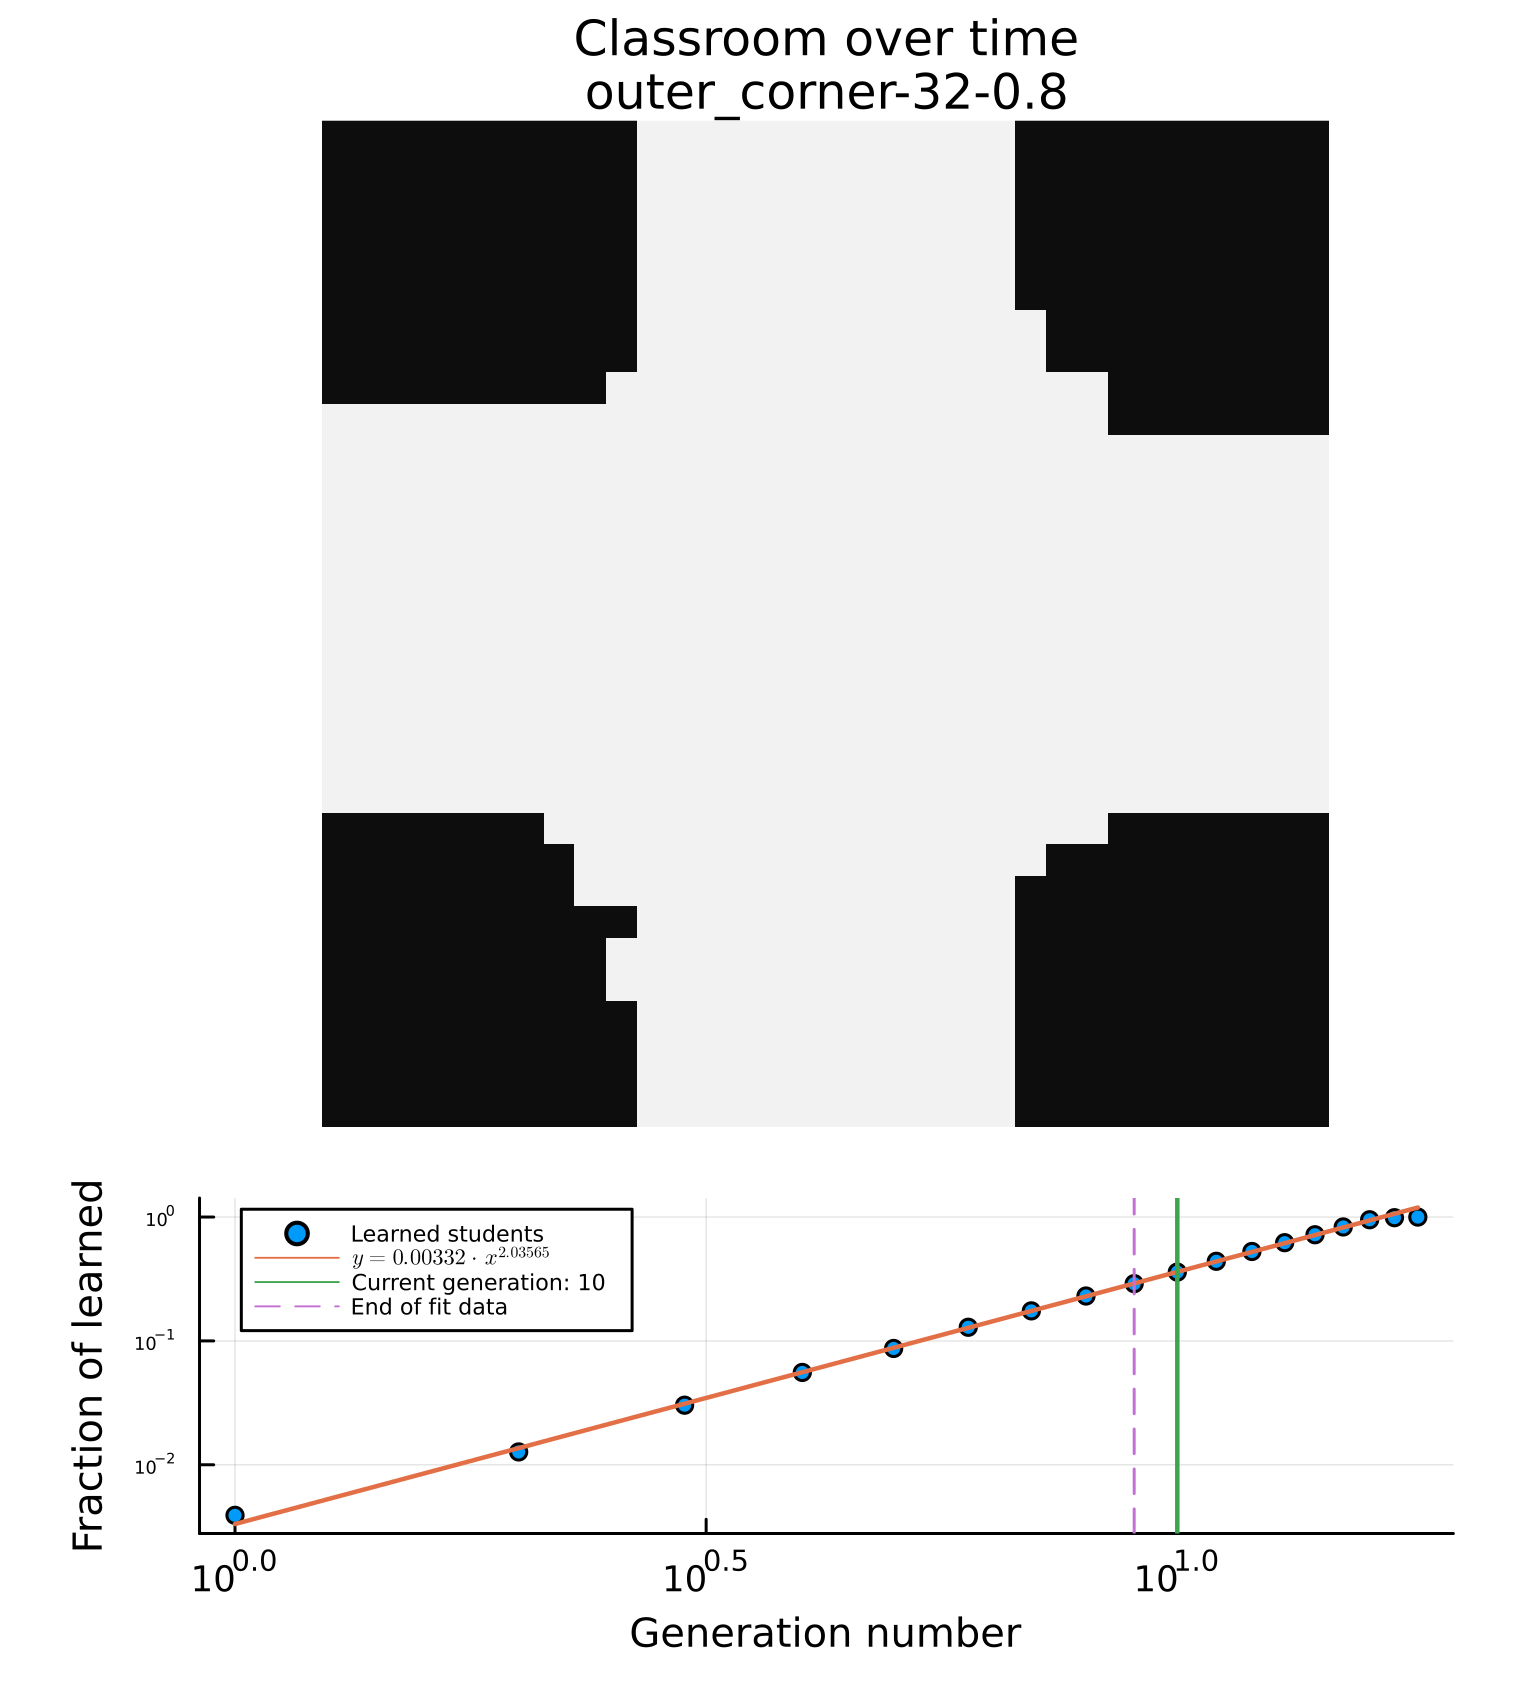 Classroom over time
outer_corner-32-0.8
Fraction of learned
10⁰
10⁻¹
10⁻²
Learned students
y = 0.00332 · x^2.03565
Current generation: 10
End of fit data
10^0.0
10^0.5
10^1.0
Generation number